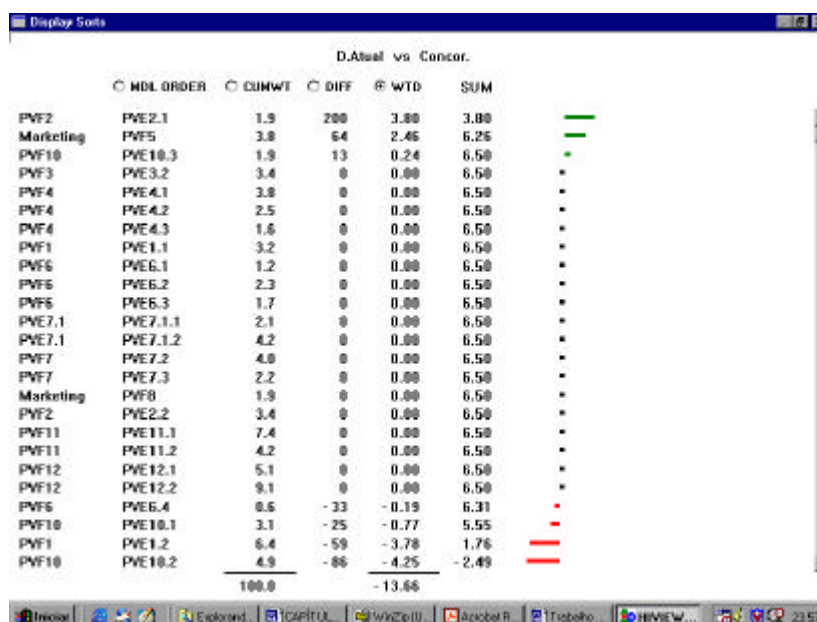 Display Sorts
D.Atual vs Concor.
MDL ORDER CUMWT DIFF WTD SUM
PVF2 PVE2.1 1.9 200 3.80 3.80
Marketing PVF5 3.8 64 2.46 6.26
PVF10 PVE10.3 1.9 13 0.24 6.50
PVF3 PVE3.2 3.4 0 0.00 6.50
PVF4 PVE4.1 3.8 0 0.00 6.50
PVF4 PVE4.2 2.5 0 0.00 6.50
PVF4 PVE4.3 1.6 0 0.00 6.50
PVF1 PVE1.1 3.2 0 0.00 6.50
PVF6 PVE6.1 1.2 0 0.00 6.50
PVF6 PVE6.2 2.3 0 0.00 6.50
PVF6 PVE6.3 1.7 0 0.00 6.50
PVE7.1 PVE7.1.1 2.1 0 0.00 6.50
PVE7.1 PVE7.1.2 4.2 0 0.00 6.50
PVF7 PVE7.2 4.0 0 0.00 6.50
PVF7 PVE7.3 2.2 0 0.00 6.50
Marketing PVF8 1.9 0 0.00 6.50
PVF2 PVE2.2 3.4 0 0.00 6.50
PVF11 PVE11.1 7.4 0 0.00 6.50
PVF11 PVE11.2 4.2 0 0.00 6.50
PVF12 PVE12.1 5.1 0 0.00 6.50
PVF12 PVE12.2 9.1 0 0.00 6.50
PVF6 PVE6.4 0.6 - 33 - 0.19 6.31
PVF10 PVE10.1 3.1 - 25 - 0.77 5.55
PVF1 PVE1.2 6.4 - 59 - 3.78 1.76
PVF10 PVE10.2 4.9 - 86 - 4.25 - 2.49
100.0 - 13.66
Iniciar Explorand... CAPÍTUL... WinZip (U... Acrobat R... Trabalho... HIVIEW... 23:5